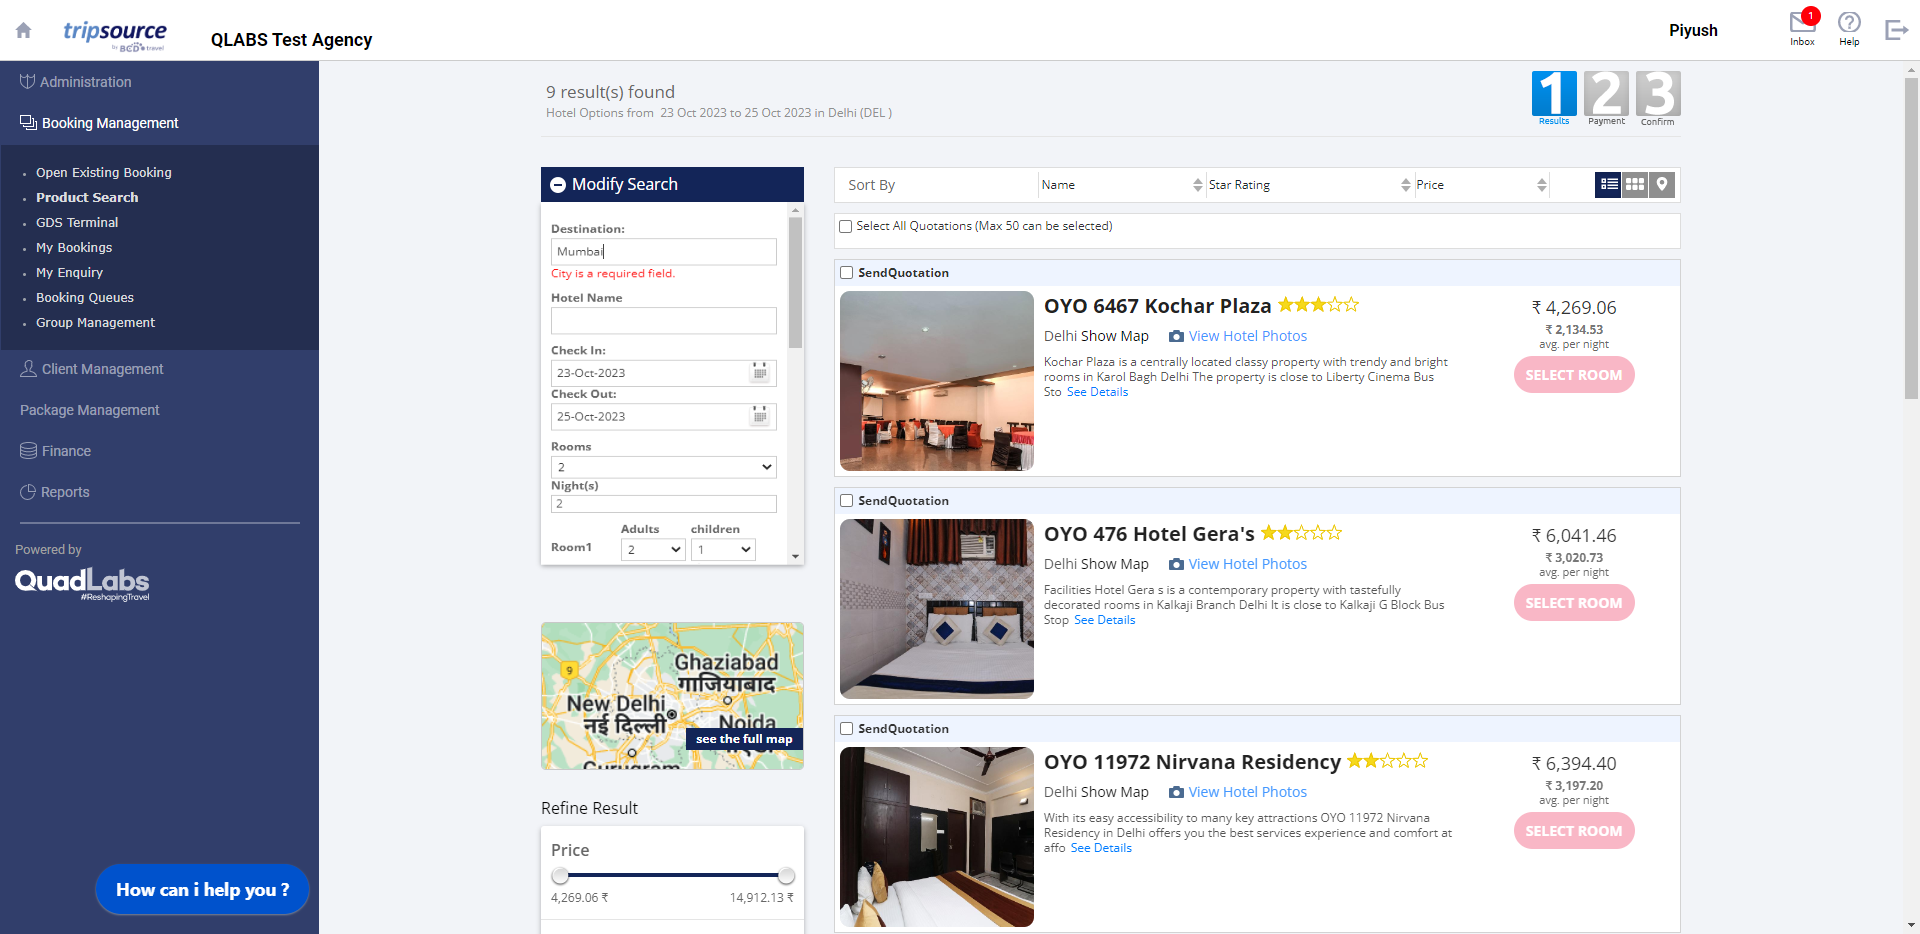 tripsource
by BCD travel
QLABS Test Agency
Piyush
1
Inbox
Help
Administration
Booking Management
Open Existing Booking
Product Search
GDS Terminal
My Bookings
My Enquiry
Booking Queues
Group Management
Client Management
Package Management
Finance
Reports
Powered by
QuadLabs
#ReshapingTravel
How can i help you ?
9 result(s) found
Hotel Options from 23 Oct 2023 to 25 Oct 2023 in Delhi (DEL )
1
Results
2
Payment
3
Confirm
Modify Search
Destination:
Mumbai
City is a required field.
Hotel Name
Check In:
23-Oct-2023
Check Out:
25-Oct-2023
Rooms
2
Night(s)
2
Adults children
Room1 2 1
9
Ghaziabad
गाजियाबाद
New Delhi
नई दिल्ली
Noida
see the full map
Gurugram
Refine Result
Price
4,269.06 ₹ 14,912.13 ₹
Sort By Name Star Rating Price
Select All Quotations (Max 50 can be selected)
SendQuotation
OYO 6467 Kochar Plaza
Delhi Show Map View Hotel Photos
Kochar Plaza is a centrally located classy property with trendy and bright
rooms in Karol Bagh Delhi The property is close to Liberty Cinema Bus
Sto See Details
₹ 4,269.06
₹ 2,134.53
avg. per night
SELECT ROOM
SendQuotation
OYO 476 Hotel Gera's
Delhi Show Map View Hotel Photos
Facilities Hotel Gera s is a contemporary property with tastefully
decorated rooms in Kalkaji Branch Delhi It is close to Kalkaji G Block Bus
Stop See Details
₹ 6,041.46
₹ 3,020.73
avg. per night
SELECT ROOM
SendQuotation
OYO 11972 Nirvana Residency
Delhi Show Map View Hotel Photos
With its easy accessibility to many key attractions OYO 11972 Nirvana
Residency in Delhi offers you the best services experience and comfort at
affo See Details
₹ 6,394.40
₹ 3,197.20
avg. per night
SELECT ROOM